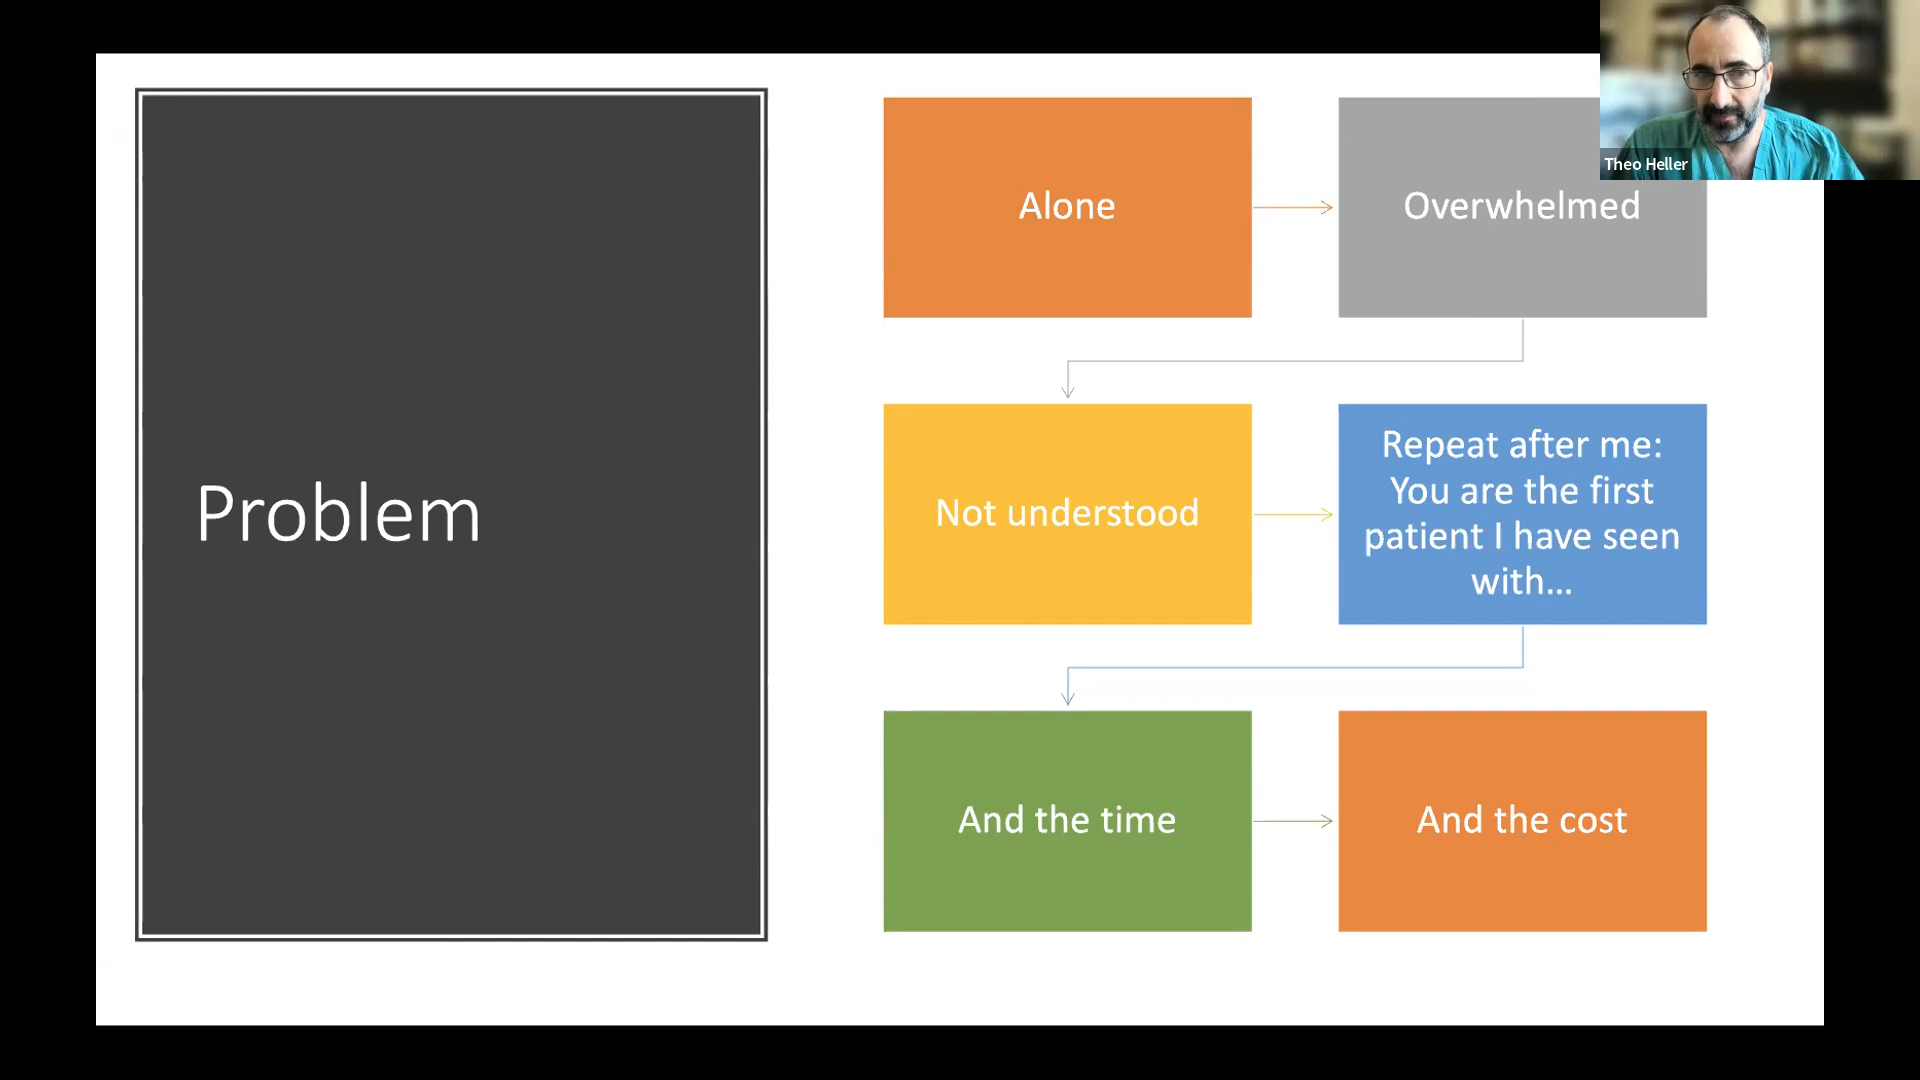 Theo Heller
Problem
Alone
Overwhelmed
Not understood
Repeat after me:
You are the first
patient I have seen
with...
And the time
And the cost